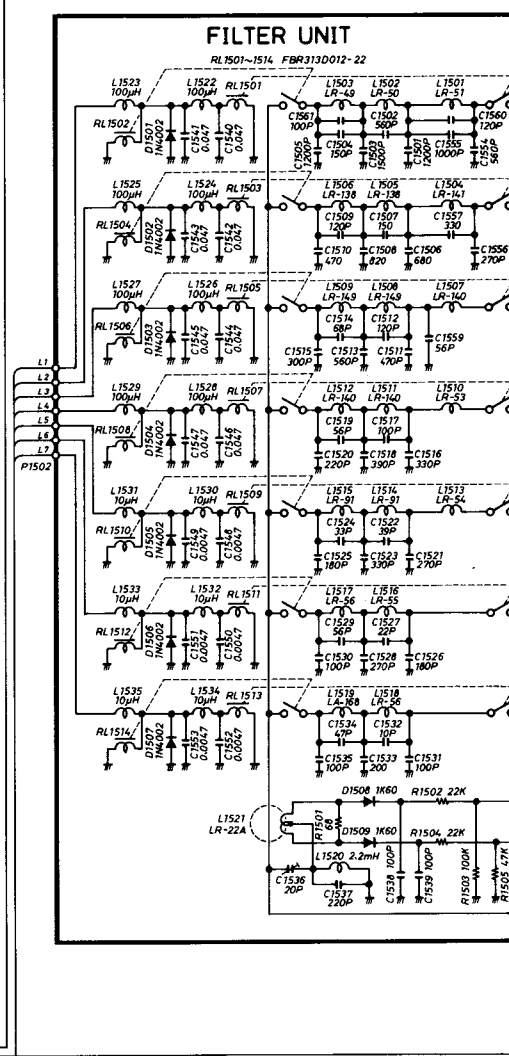 FILTER UNIT
RL1501~1514 FBR313D012-22
L1523
100μH
L1522
100μH
RL1501
L1503
LR-49
L1502
LR-50
L1501
LR-51
RL1502
D1501
1N4002
C1541
0.047
C1540
0.047
C1561
100P
C1502
560P
C1560
120P
C1505
1200P
C1504
150P
C1503
1500P
C1501
1200P
C1555
1000P
C1554
560P
L1525
100μH
L1524
100μH
RL1503
L1506
LR-138
L1505
LR-138
L1504
LR-141
RL1504
D1502
1N4002
C1543
0.047
C1542
0.047
C1509
120P
C1507
150
C1557
330
C1510
470
C1508
820
C1506
680
C1556
270P
L1527
100μH
L1526
100μH
RL1505
L1509
LR-149
L1508
LR-149
L1507
LR-140
RL1506
D1503
1N4002
C1545
0.047
C1544
0.047
C1514
68P
C1512
120P
C1559
56P
C1515
300P
C1513
560P
C1511
470P
L1
L2
L3
L4
L5
L6
L7
P1502
L1529
100μH
L1528
100μH
RL1507
L1512
LR-140
L1511
LR-140
L1510
LR-53
RL1508
D1504
1N4002
C1547
0.047
C1546
0.047
C1519
56P
C1517
100P
C1520
220P
C1518
390P
C1516
330P
L1531
10μH
L1530
10μH
RL1509
L1515
LR-91
L1514
LR-91
L1513
LR-54
RL1510
D1505
1N4002
C1549
0.0047
C1548
0.0047
C1524
33P
C1522
39P
C1525
180P
C1523
330P
C1521
270P
L1533
10μH
L1532
10μH
RL1511
L1517
LR-56
L1516
LR-55
RL1512
D1506
1N4002
C1551
0.0047
C1550
0.0047
C1529
56P
C1527
22P
C1530
100P
C1528
270P
C1526
180P
L1535
10μH
L1534
10μH
RL1513
L1519
LA-168
L1518
LR-56
RL1514
D1507
1N4002
C1553
0.0047
C1552
0.0047
C1534
47P
C1532
10P
C1535
100P
C1533
200
C1531
100P
L1521
LR-22A
R1501
68
D1508 1K60
R1502 22K
D1509 1K60
R1504 22K
L1520 2.2mH
C1536
20P
C1537
220P
C1538 100P
C1539 100P
R1503 100K
R1505 47K